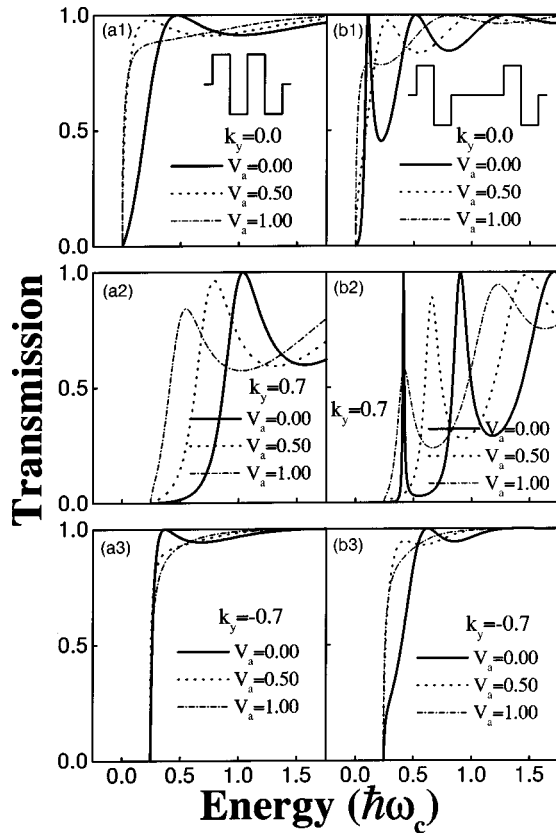 Transmission
(a1)
1.0
0.5
0.0
k_y=0.0
V_a=0.00
V_a=0.50
V_a=1.00
(b1)
k_y=0.0
V_a=0.00
V_a=0.50
V_a=1.00
(a2)
1.0
0.5
0.0
k_y=0.7
V_a=0.00
V_a=0.50
V_a=1.00
(b2)
k_y=0.7
V_a=0.00
V_a=0.50
V_a=1.00
(a3)
1.0
0.5
0.0
k_y=-0.7
V_a=0.00
V_a=0.50
V_a=1.00
(b3)
k_y=-0.7
V_a=0.00
V_a=0.50
V_a=1.00
0.0 0.5 1.0 1.5 0.0 0.5 1.0 1.5
Energy (ħω_c)